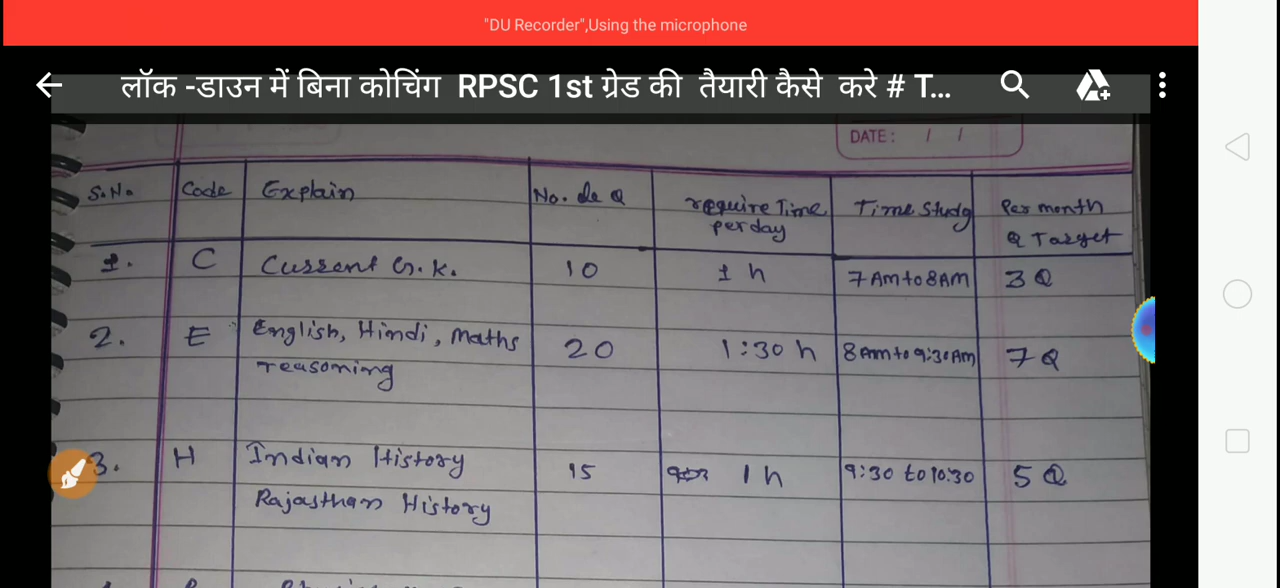 "DU Recorder",Using the microphone
लॉक -डाउन में बिना कोचिंग RPSC 1st ग्रेड की तैयारी कैसे करे # T...
DATE : / /
S.No. Code Explain No. de Q require Time per day Time Study Per month Q Target
1. C Current G.K. 10 1 h 7 Am to 8 AM 3 Q
2. E English, Hindi, Maths reasoning 20 1:30 h 8 Am to 9:30 Am 7 Q
3. H Indian History Rajasthan History 15 1 h 9:30 to 10:30 5 Q